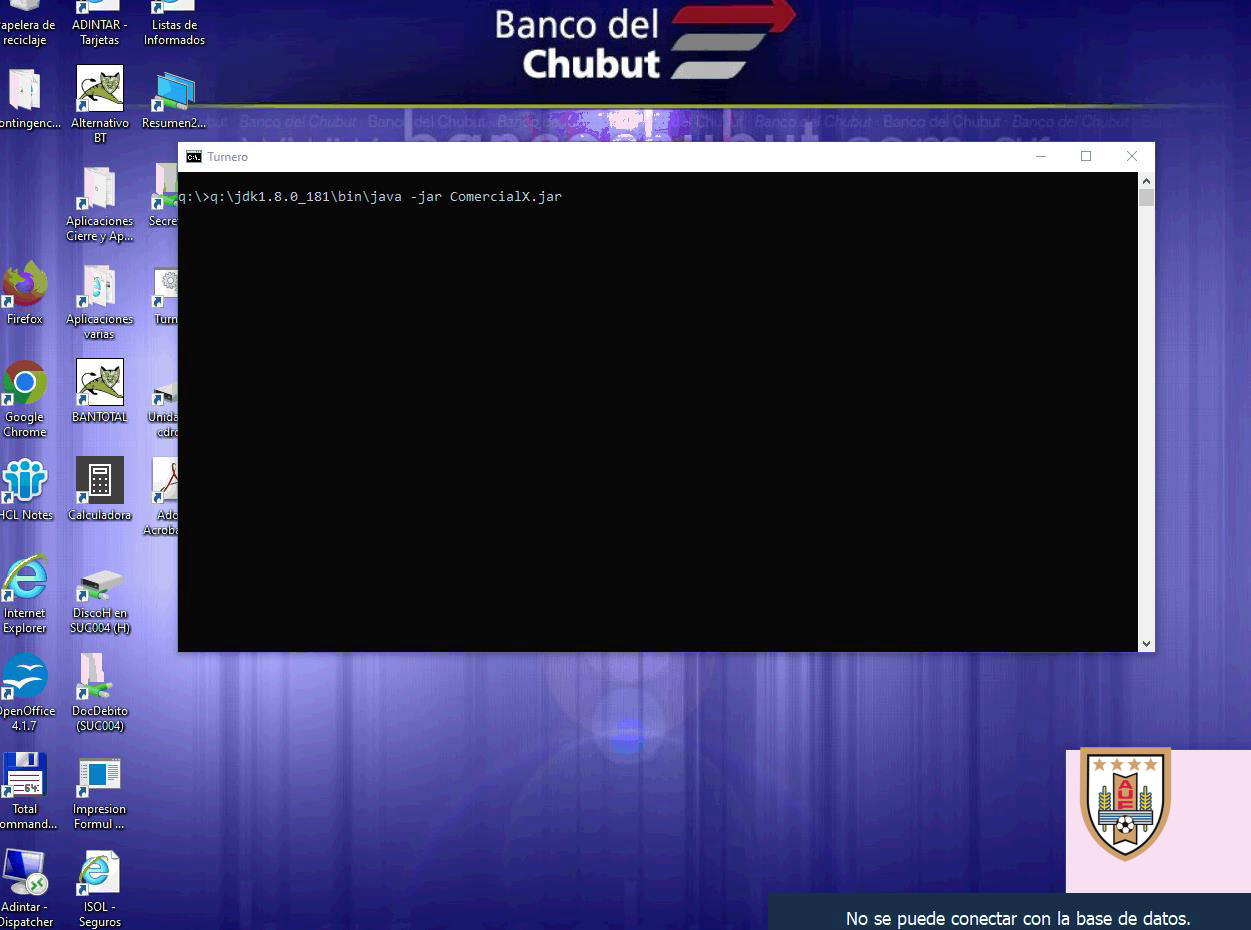 Banco del
Chubut
apelera de
reciclaje
ADINTAR -
Tarjetas
Listas de
Informados
ontingenc...
Alternativo
BT
Resumen2...
Banco del Chubut · Banco del Chubut
Banco del Chubut · Banco del Chubut · Banco del Chubut
Turnero
q:\>q:\jdk1.8.0_181\bin\java -jar ComercialX.jar
Aplicaciones
Cierre y Ap...
Secre
Firefox
Aplicaciones
varias
Turn
Google
Chrome
BANTOTAL
Unida
cdro
HCL Notes
Calculadora
Ado
Acroba
Internet
Explorer
DiscoH en
SUC004 (H)
OpenOffice
4.1.7
DocDebito
(SUC004)
64
Total
ommand...
Impresion
Formul ...
Adintar -
Dispatcher
ISOL -
Seguros
AUF
No se puede conectar con la base de datos.